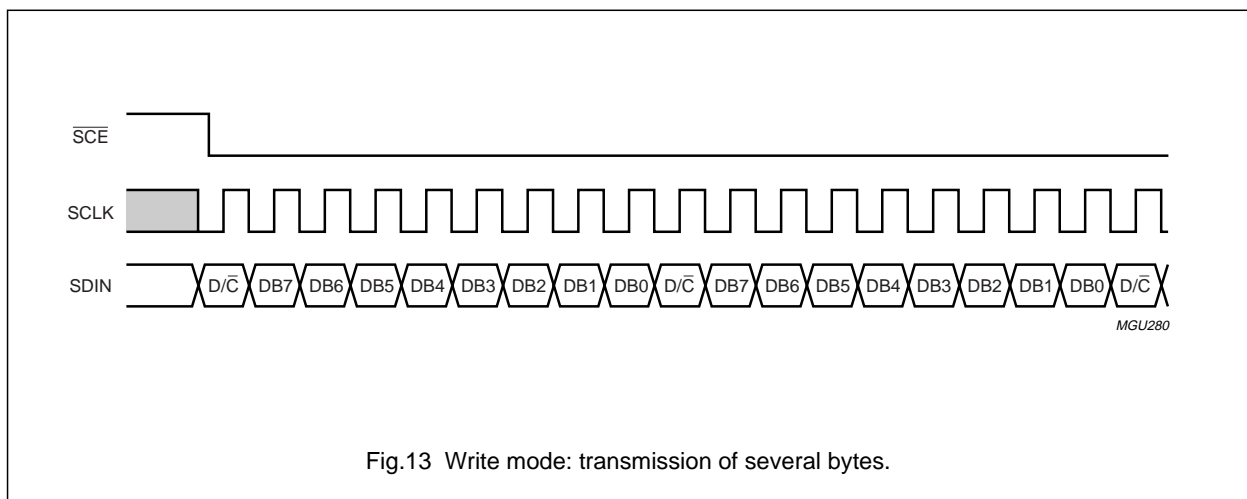 S̅C̅E̅
SCLK
SDIN D/C̅ DB7 DB6 DB5 DB4 DB3 DB2 DB1 DB0 D/C̅ DB7 DB6 DB5 DB4 DB3 DB2 DB1 DB0 D/C̅
MGU280
Fig.13 Write mode: transmission of several bytes.